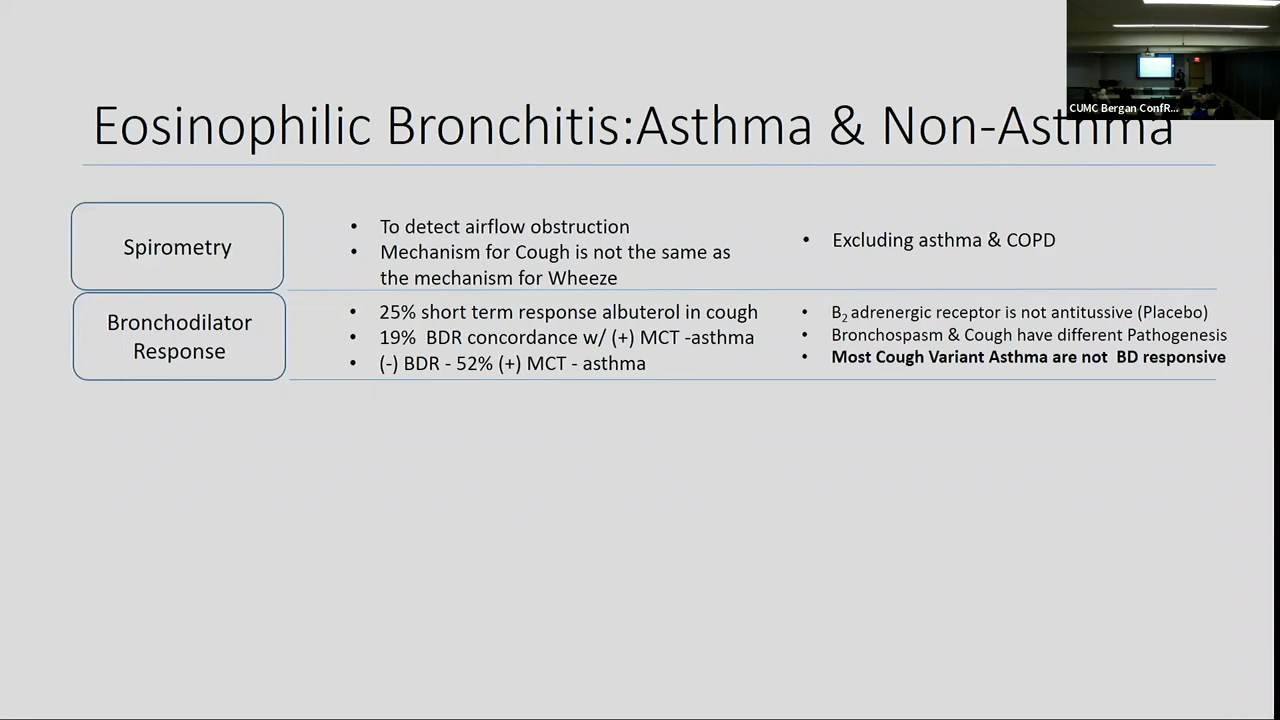 CUMC Bergan ConfR...
Eosinophilic Bronchitis:Asthma & Non-Asthma
Spirometry
• To detect airflow obstruction
• Mechanism for Cough is not the same as
the mechanism for Wheeze
• Excluding asthma & COPD
Bronchodilator
Response
• 25% short term response albuterol in cough
• 19% BDR concordance w/ (+) MCT -asthma
• (-) BDR - 52% (+) MCT - asthma
• B2 adrenergic receptor is not antitussive (Placebo)
• Bronchospasm & Cough have different Pathogenesis
• Most Cough Variant Asthma are not BD responsive